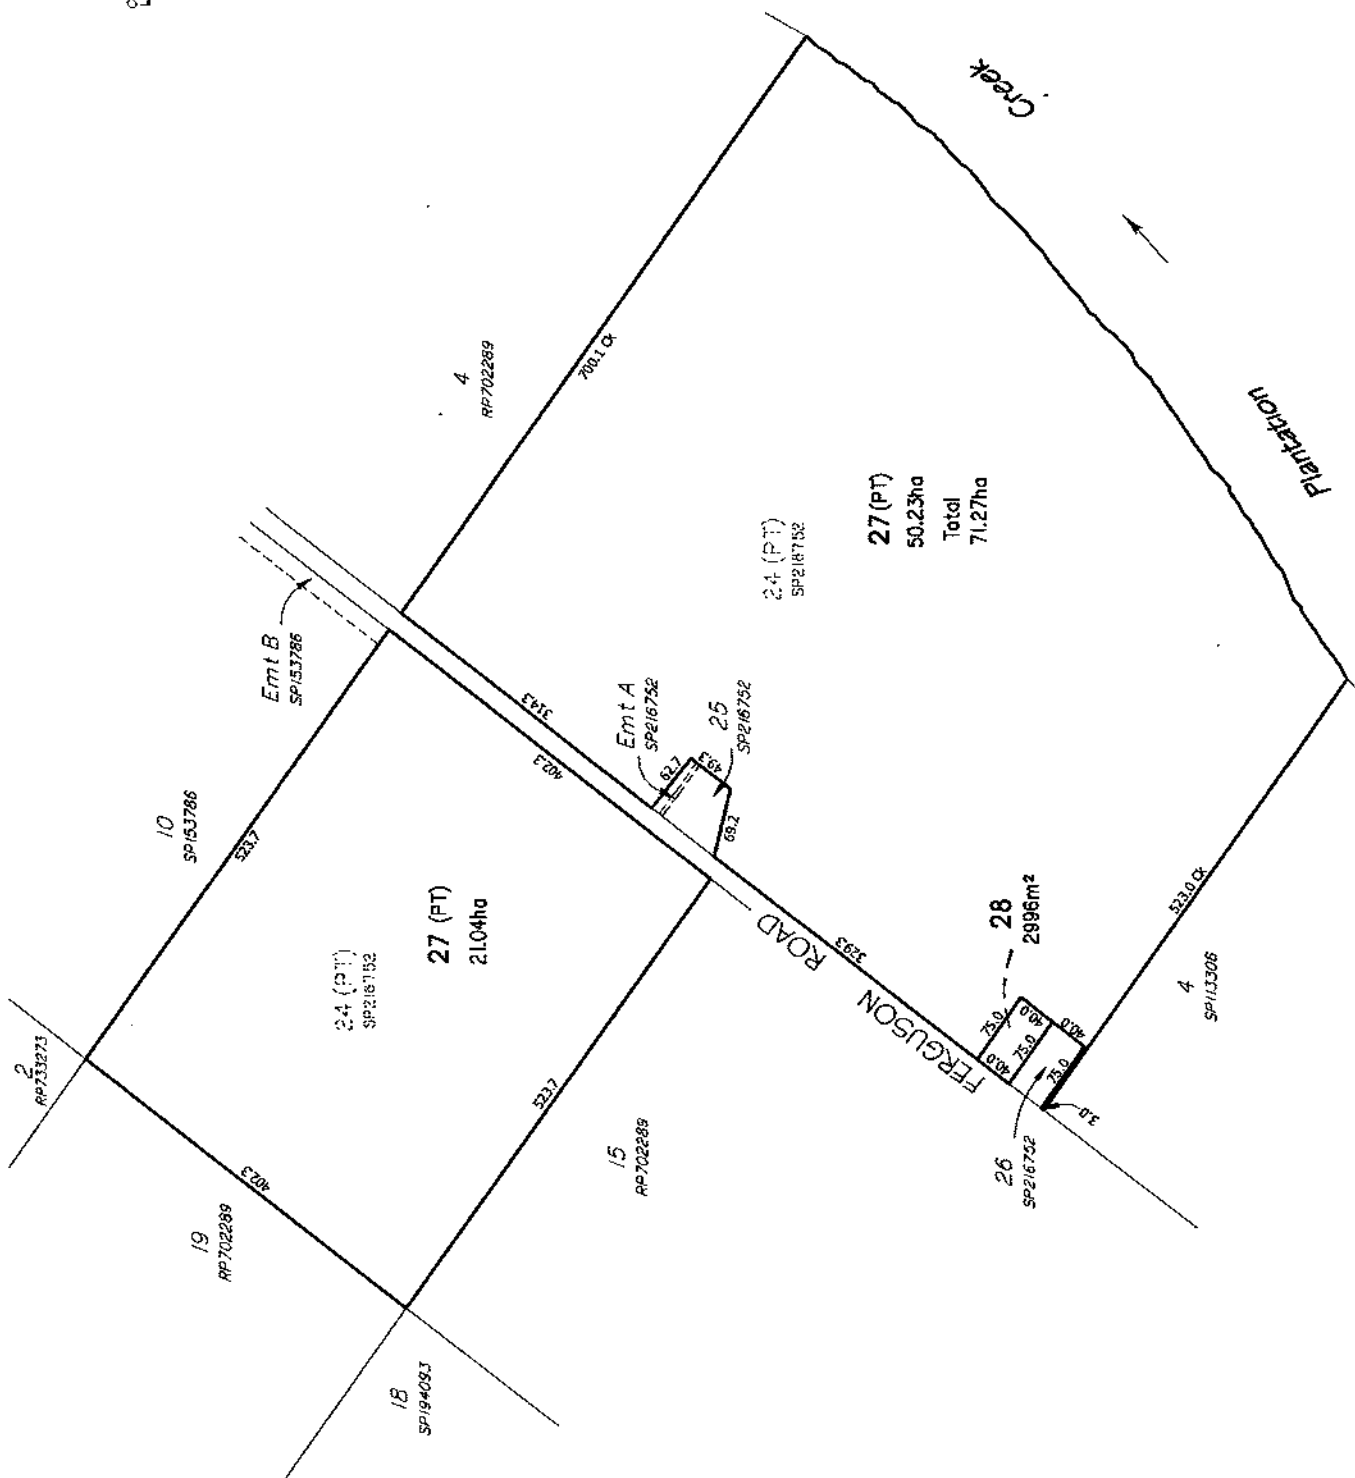 Creek
Plantation
4
RP702289
700.1 Ck
Emt B
SP153786
10
SP153786
523.7
314.3
402.3
Emt A
SP216752
62.7
49.3
25
SP216752
69.2
24 (PT)
SP216752
27 (PT)
50.23ha
Total
71.27ha
24 (PT)
SP216752
27 (PT)
21.04ha
2
RP733273
402.3
19
RP702289
523.7
15
RP702289
18
SP194093
FERGUSON ROAD
329.3
28
2996m²
75.0
40.0
40.0
75.0
40.0
75.0
3.0
26
SP216752
523.0 Ck
4
SP113306